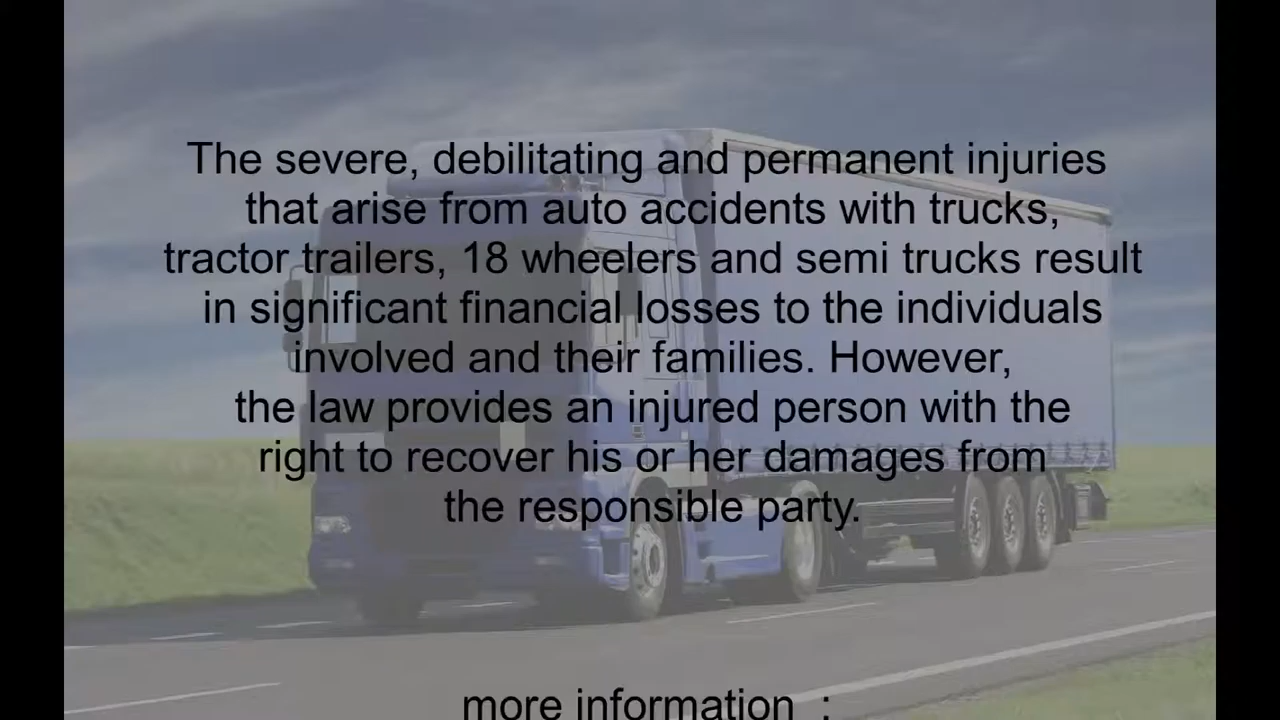 The severe, debilitating and permanent injuries
that arise from auto accidents with trucks,
tractor trailers, 18 wheelers and semi trucks result
in significant financial losses to the individuals
involved and their families. However,
the law provides an injured person with the
right to recover his or her damages from
the responsible party.
more information :